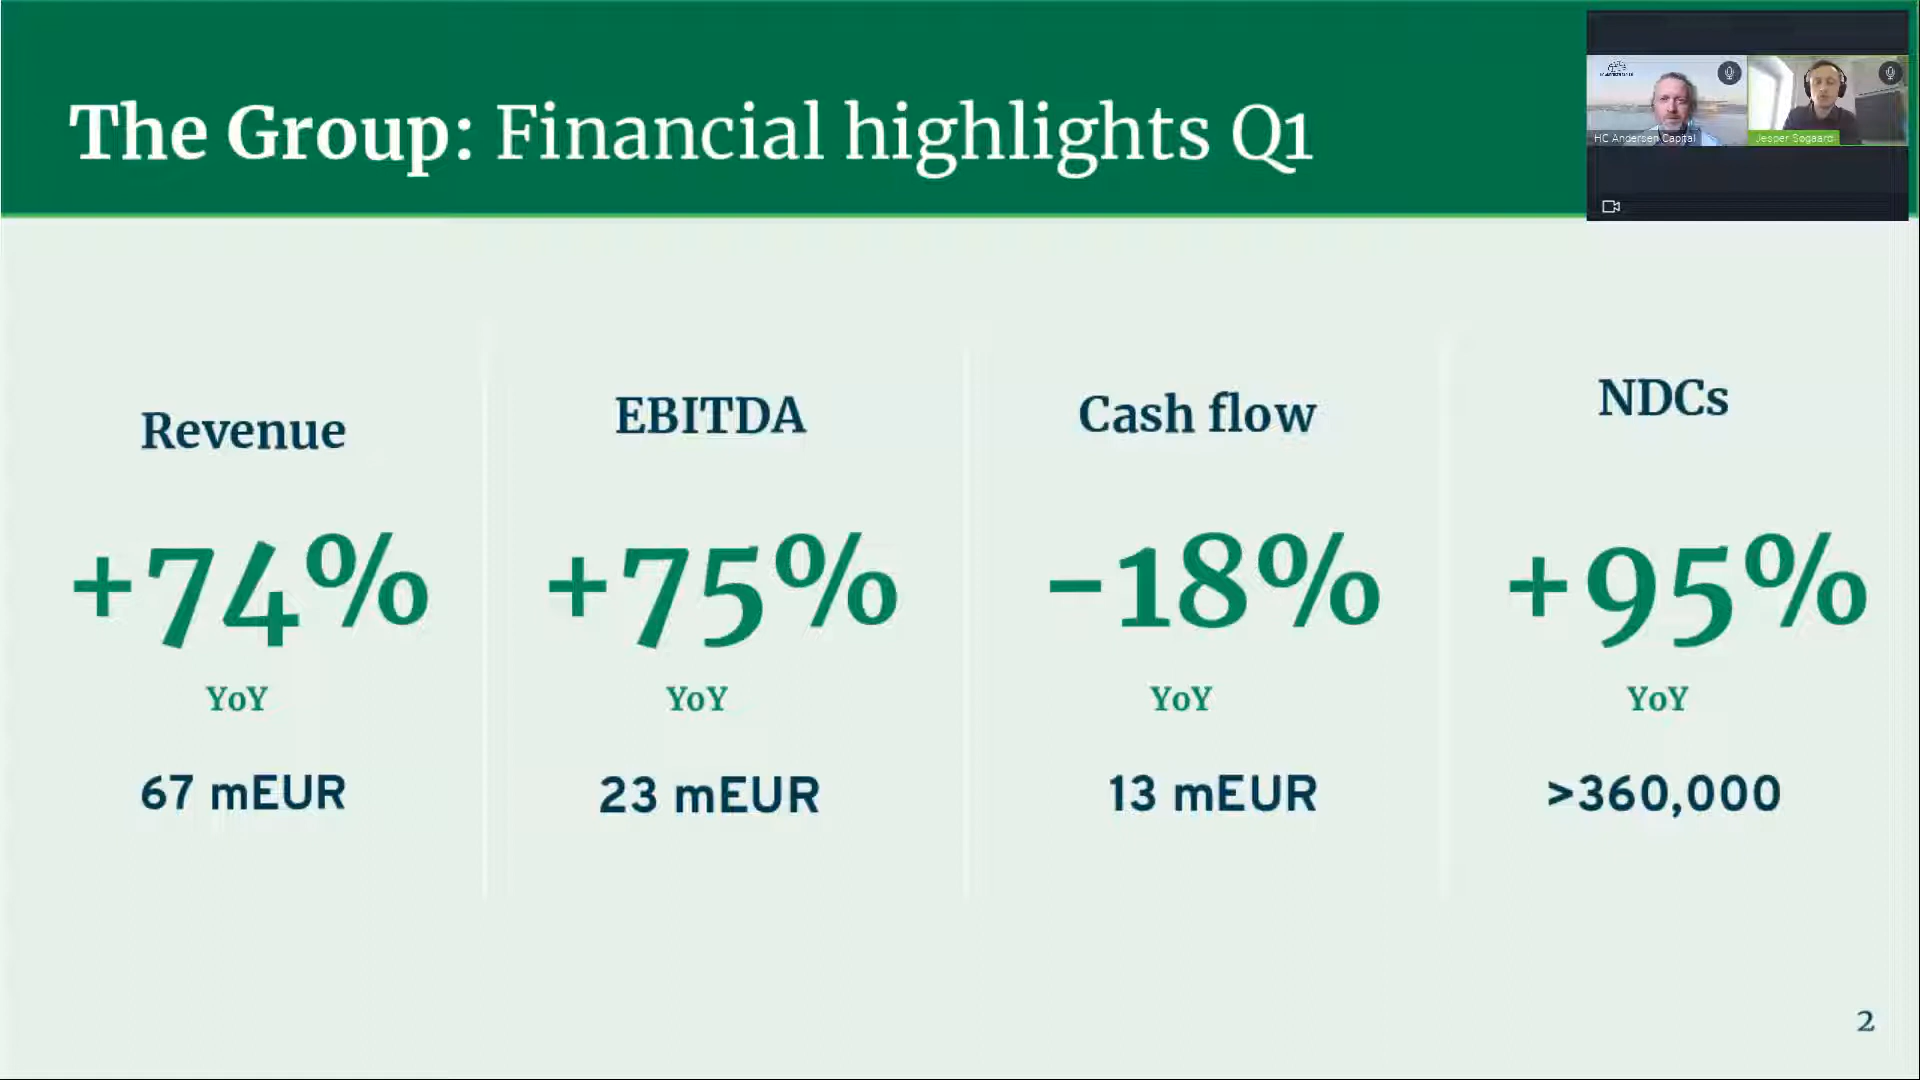 The Group: Financial highlights Q1
HC Andersen Capital
Jesper Søgaard
Revenue
+74%
YoY
67 mEUR
EBITDA
+75%
YoY
23 mEUR
Cash flow
-18%
YoY
13 mEUR
NDCs
+95%
YoY
>360,000
2